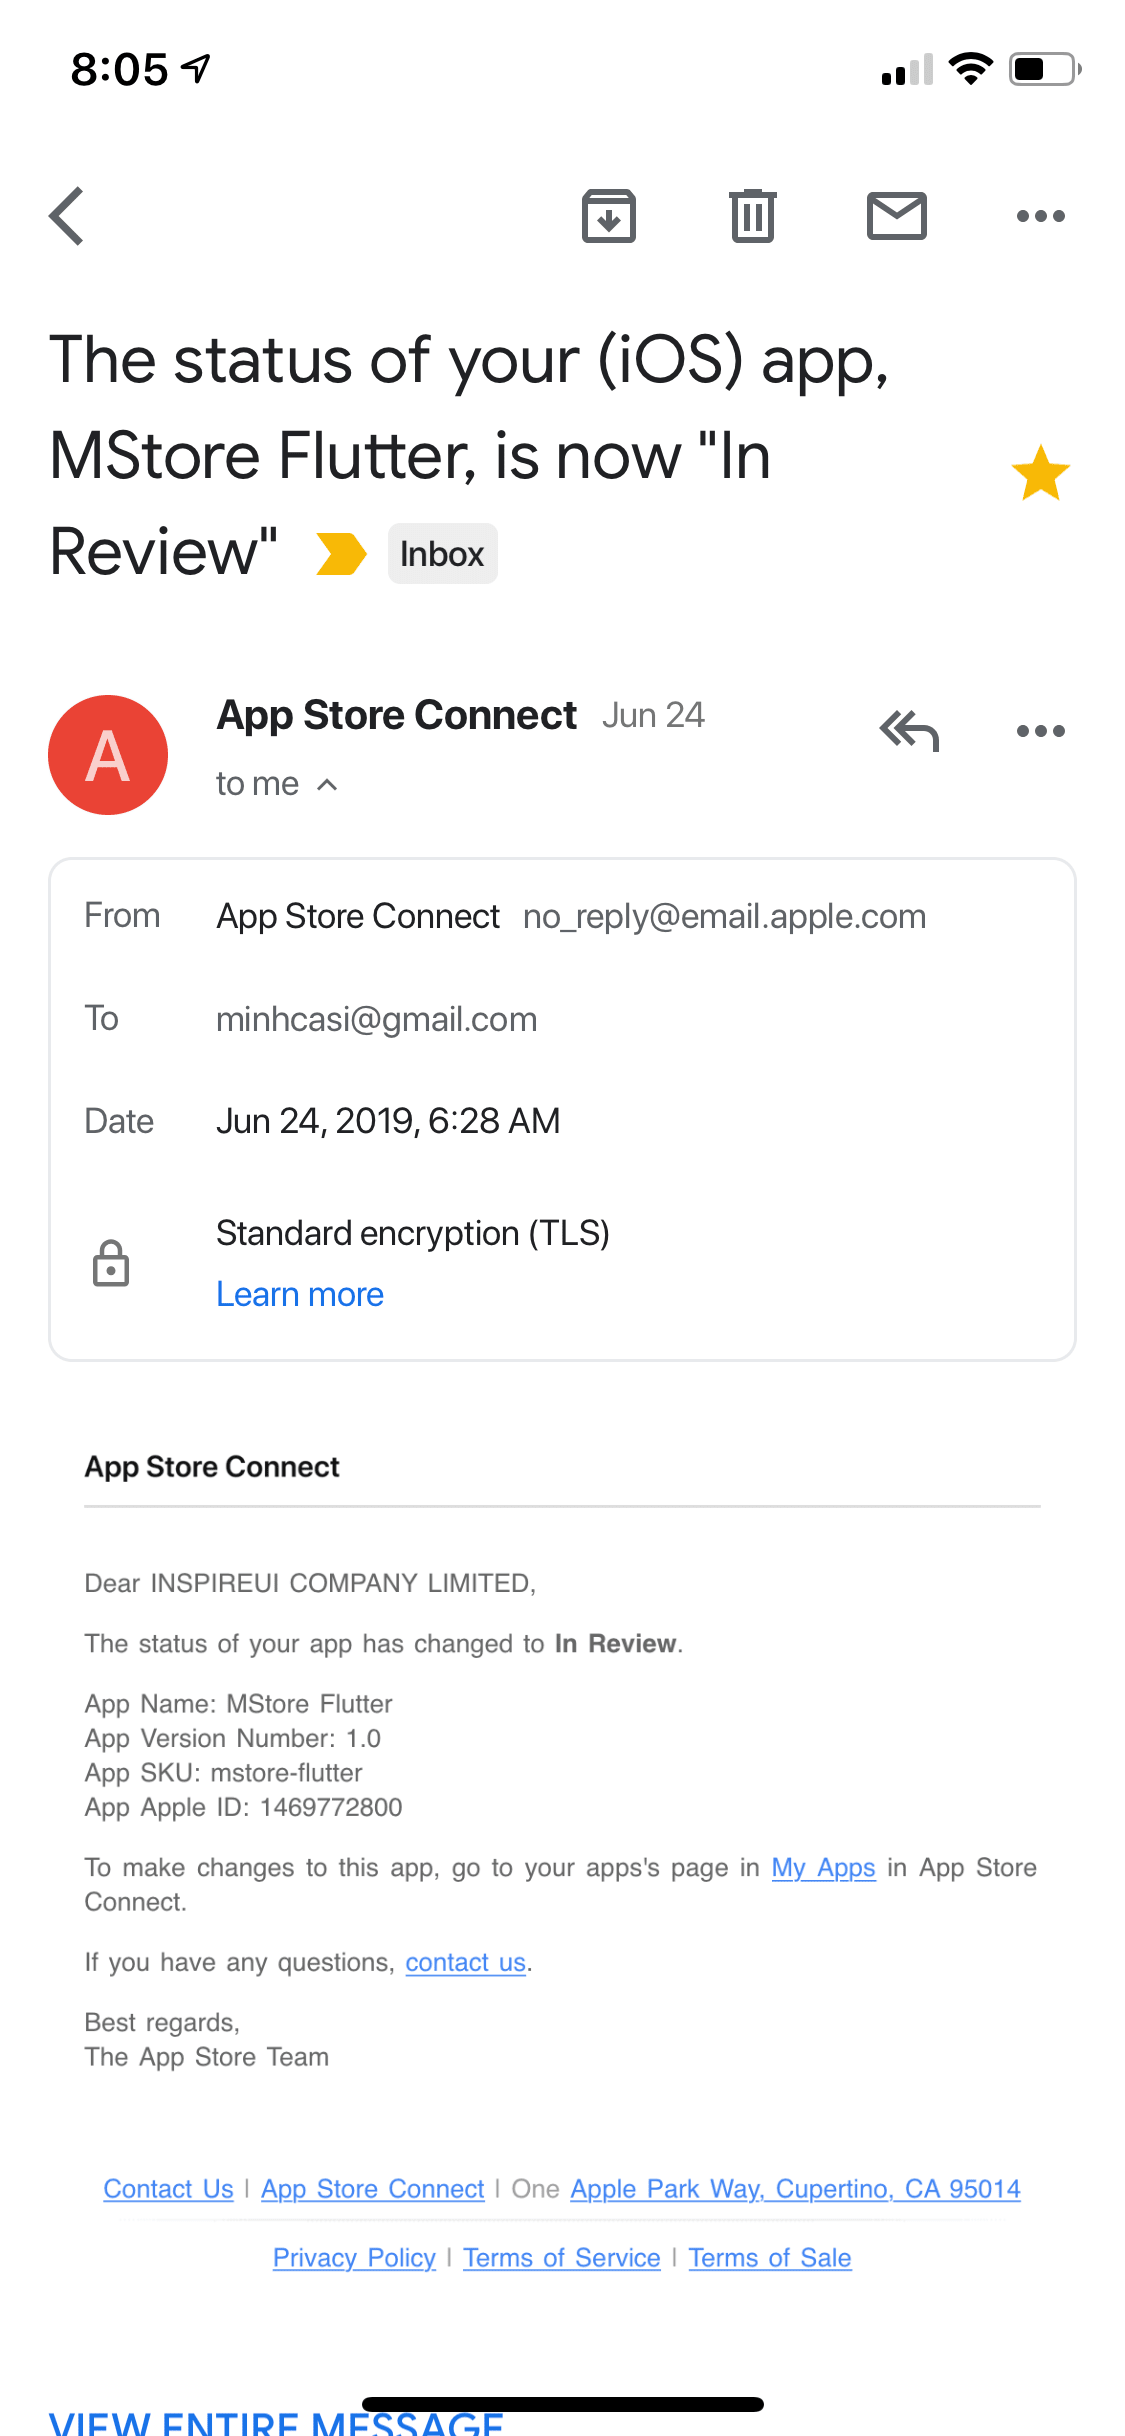 8:05
The status of your (iOS) app,
MStore Flutter, is now "In
Review" Inbox
A
App Store Connect Jun 24
to me
From App Store Connect no_reply@email.apple.com
To minhcasi@gmail.com
Date Jun 24, 2019, 6:28 AM
Standard encryption (TLS)
Learn more
App Store Connect
Dear INSPIREUI COMPANY LIMITED,
The status of your app has changed to In Review.
App Name: MStore Flutter
App Version Number: 1.0
App SKU: mstore-flutter
App Apple ID: 1469772800
To make changes to this app, go to your apps's page in My Apps in App Store
Connect.
If you have any questions, contact us.
Best regards,
The App Store Team
Contact Us | App Store Connect | One Apple Park Way, Cupertino, CA 95014
Privacy Policy | Terms of Service | Terms of Sale
VIEW ENTIRE MESSAGE